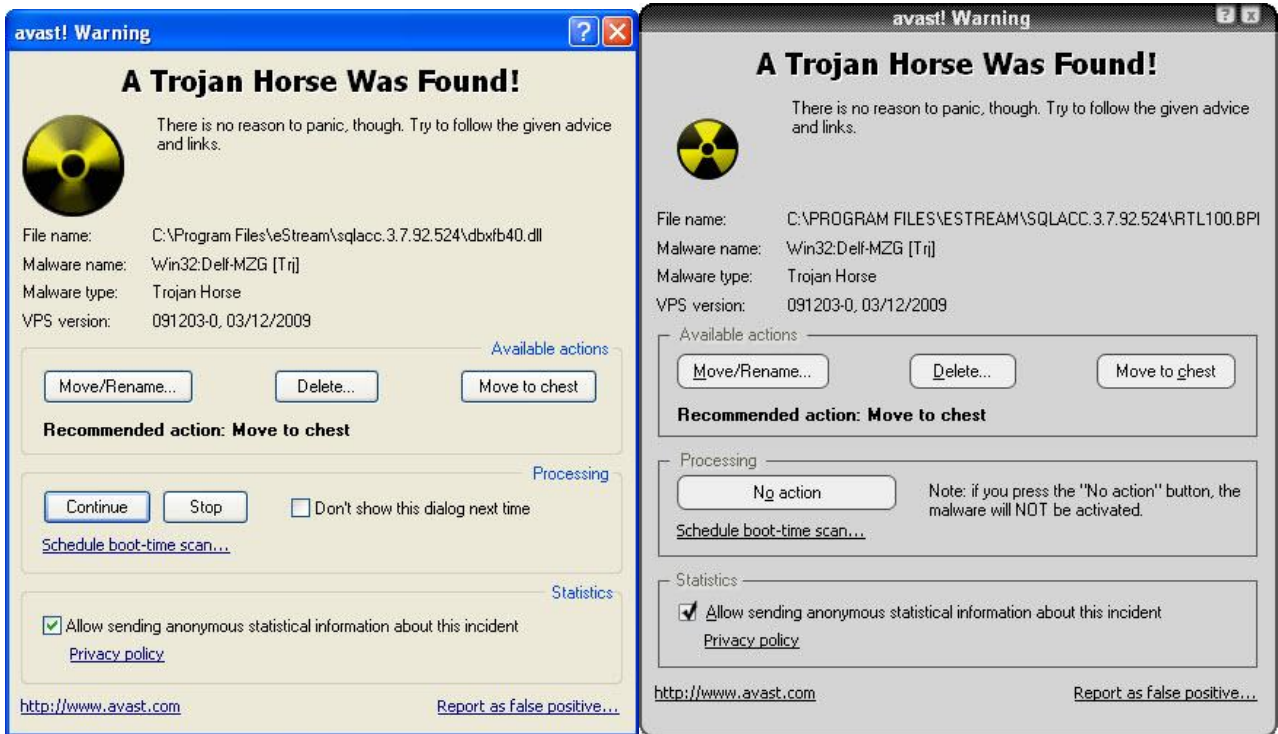 avast! Warning
A Trojan Horse Was Found!
There is no reason to panic, though. Try to follow the given advice
and links.
File name: C:\Program Files\eStream\sqlacc.3.7.92.524\dbxfb40.dll
Malware name: Win32:Delf-MZG [Trj]
Malware type: Trojan Horse
VPS version: 091203-0, 03/12/2009
Available actions
Move/Rename... Delete... Move to chest
Recommended action: Move to chest
Processing
Continue Stop Don't show this dialog next time
Schedule boot-time scan...
Statistics
Allow sending anonymous statistical information about this incident
Privacy policy
http://www.avast.com Report as false positive...
avast! Warning
A Trojan Horse Was Found!
There is no reason to panic, though. Try to follow the given advice
and links.
File name: C:\PROGRAM FILES\ESTREAM\SQLACC.3.7.92.524\RTL100.BPI
Malware name: Win32:Delf-MZG [Trj]
Malware type: Trojan Horse
VPS version: 091203-0, 03/12/2009
Available actions
Move/Rename... Delete... Move to chest
Recommended action: Move to chest
Processing
No action Note: if you press the "No action" button, the
malware will NOT be activated.
Schedule boot-time scan...
Statistics
Allow sending anonymous statistical information about this incident
Privacy policy
http://www.avast.com Report as false positive...